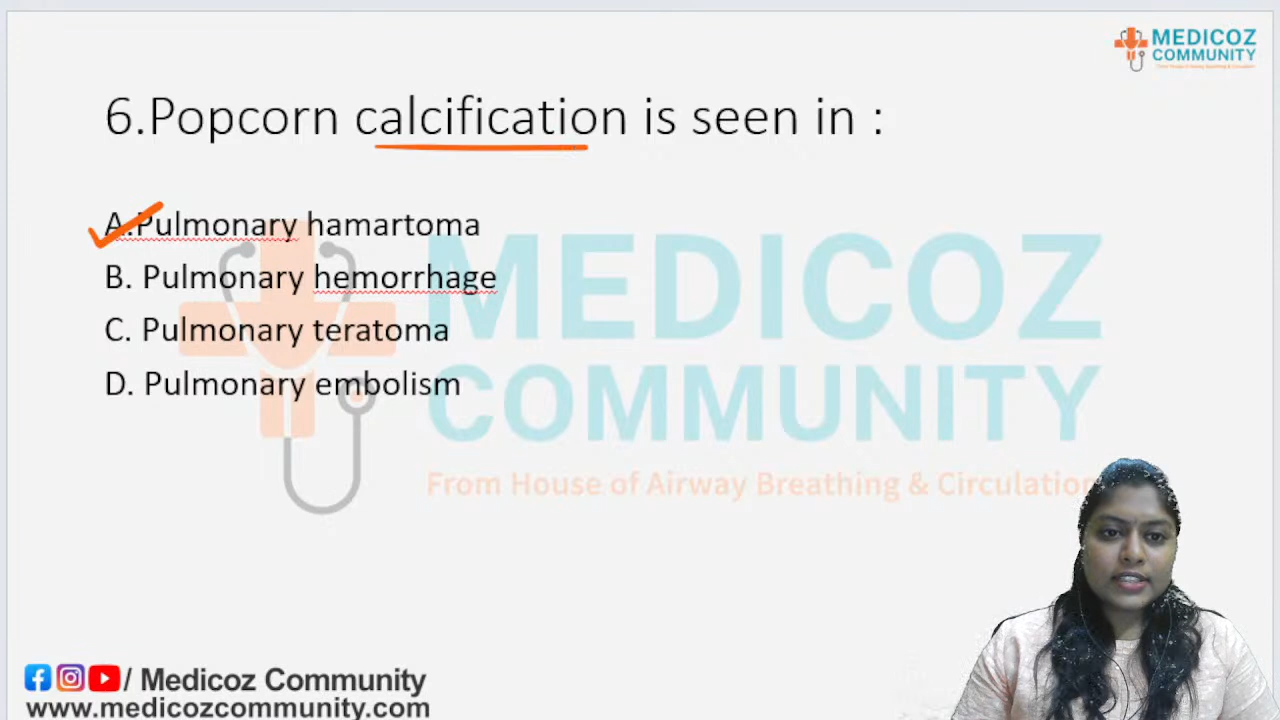 MEDICOZ
COMMUNITY
6.Popcorn calcification is seen in :
A.Pulmonary hamartoma
B. Pulmonary hemorrhage
C. Pulmonary teratoma
D. Pulmonary embolism
MEDICOZ
COMMUNITY
From House of Airway Breathing & Circulation
/ Medicoz Community
www.medicozcommunity.com